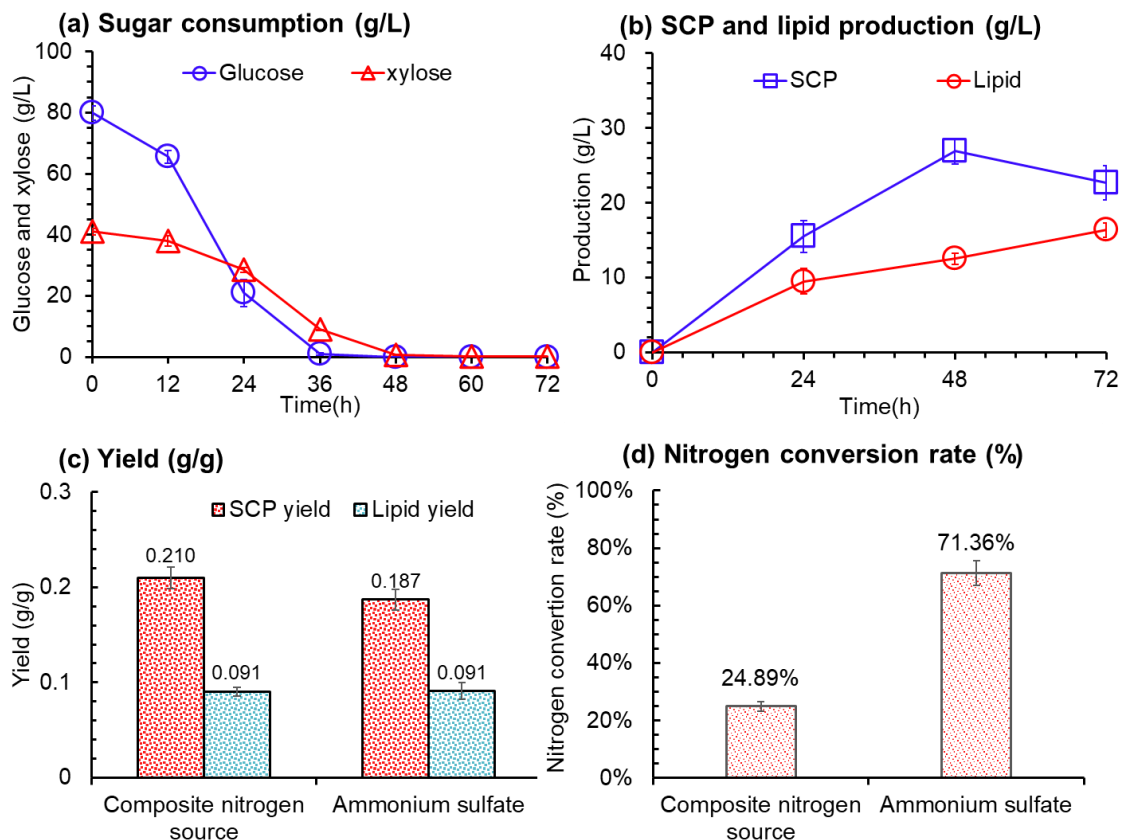 (a) Sugar consumption (g/L)
Glucose
xylose
Glucose and xylose (g/L)
100
80
60
40
20
0
0 12 24 36 48 60 72
Time(h)
(b) SCP and lipid production (g/L)
SCP
Lipid
Production (g/L)
40
30
20
10
0
0 24 48 72
Time(h)
(c) Yield (g/g)
SCP yield
Lipid yield
Yield (g/g)
0.3
0.2
0.1
0
0.210
0.091
0.187
0.091
Composite nitrogen
source
Ammonium sulfate
(d) Nitrogen conversion rate (%)
Nitrogen convertion rate (%)
100%
80%
60%
40%
20%
0%
24.89%
71.36%
Composite nitrogen
source
Ammonium sulfate